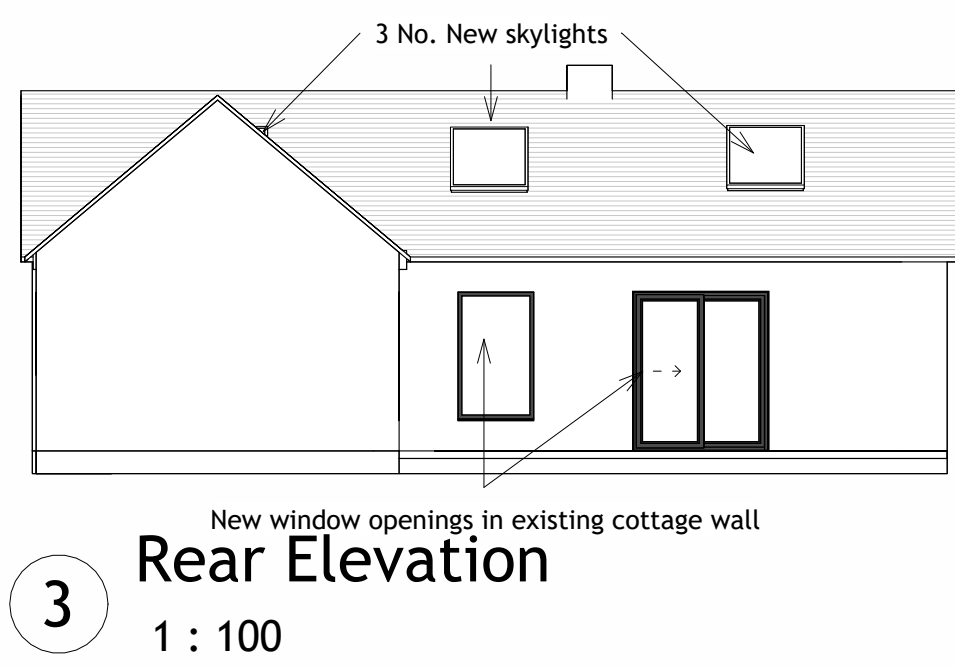 3 No. New skylights
New window openings in existing cottage wall
Rear Elevation
3
1 : 100